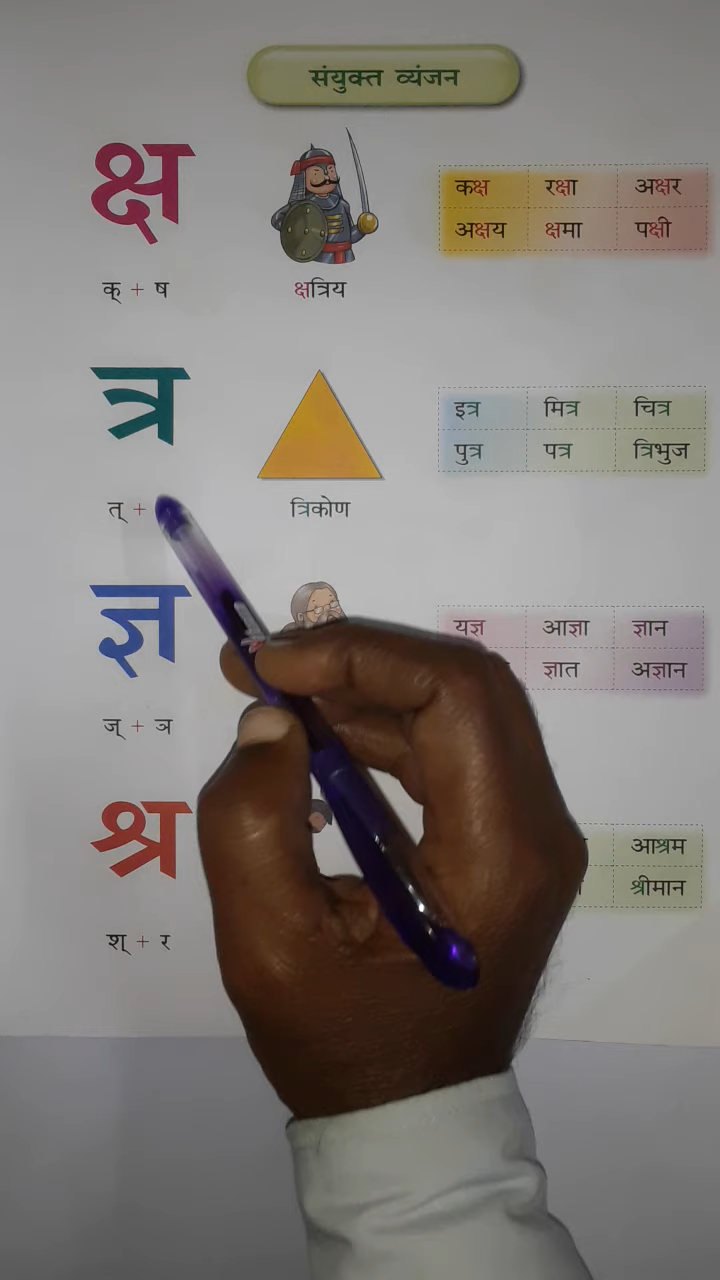 संयुक्त व्यंजन
क्ष
कक्ष रक्षा अक्षर
अक्षय क्षमा पक्षी
क् + ष क्षत्रिय
त्र
इत्र मित्र चित्र
पुत्र पत्र त्रिभुज
त् + त्रिकोण
ज्ञ
यज्ञ आज्ञा ज्ञान
ज्ञात अज्ञान
ज् + ञ
श्र
आश्रम
श्रीमान
श् + र